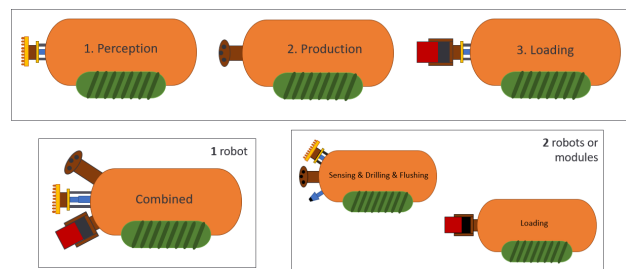 1. Perception
2. Production
3. Loading
1 robot
Combined
2 robots or
modules
Sensing & Drilling & Flushing
Loading